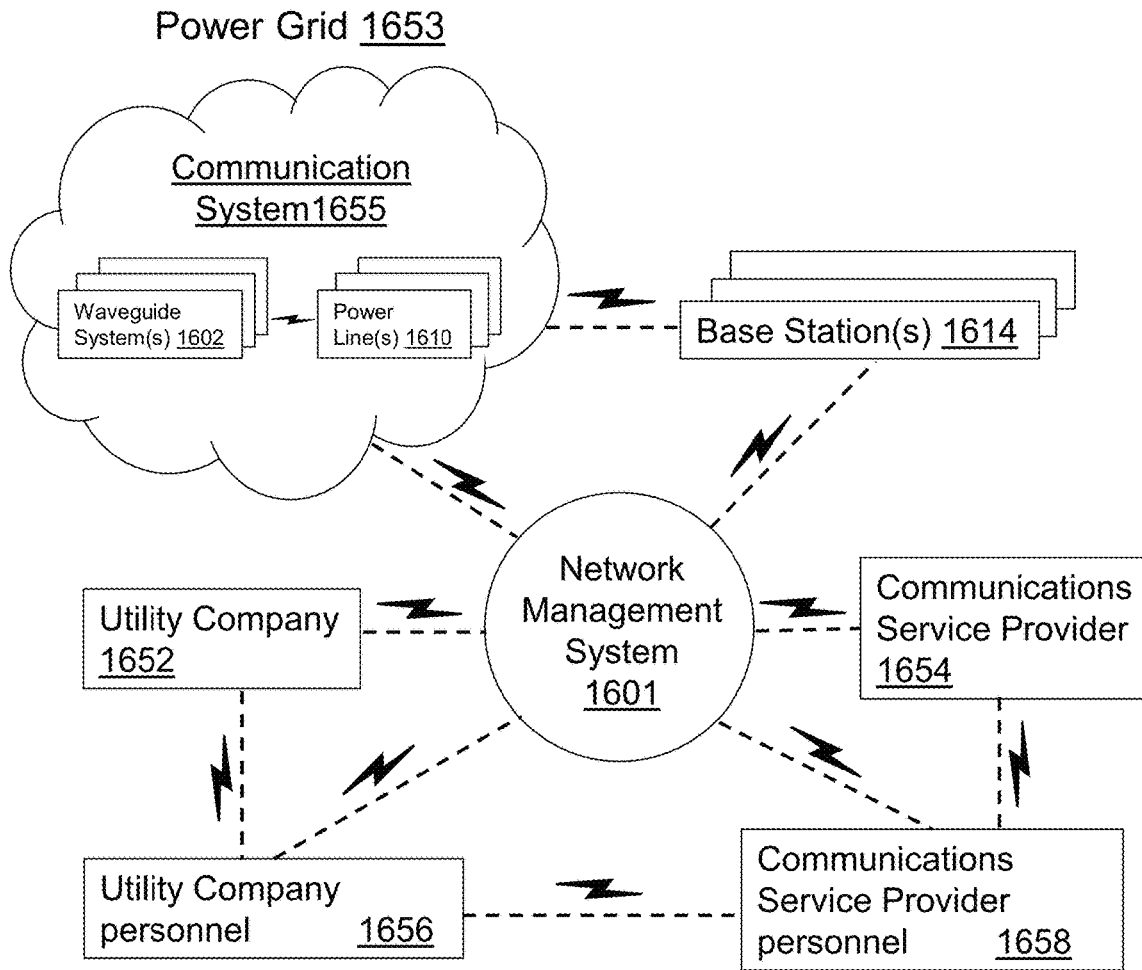 Power Grid 1653
Communication
System1655
Waveguide
System(s) 1602
Power
Line(s) 1610
Base Station(s) 1614
Network
Management
System
1601
Utility Company
1652
Communications
Service Provider
1654
Utility Company
personnel 1656
Communications
Service Provider
personnel 1658